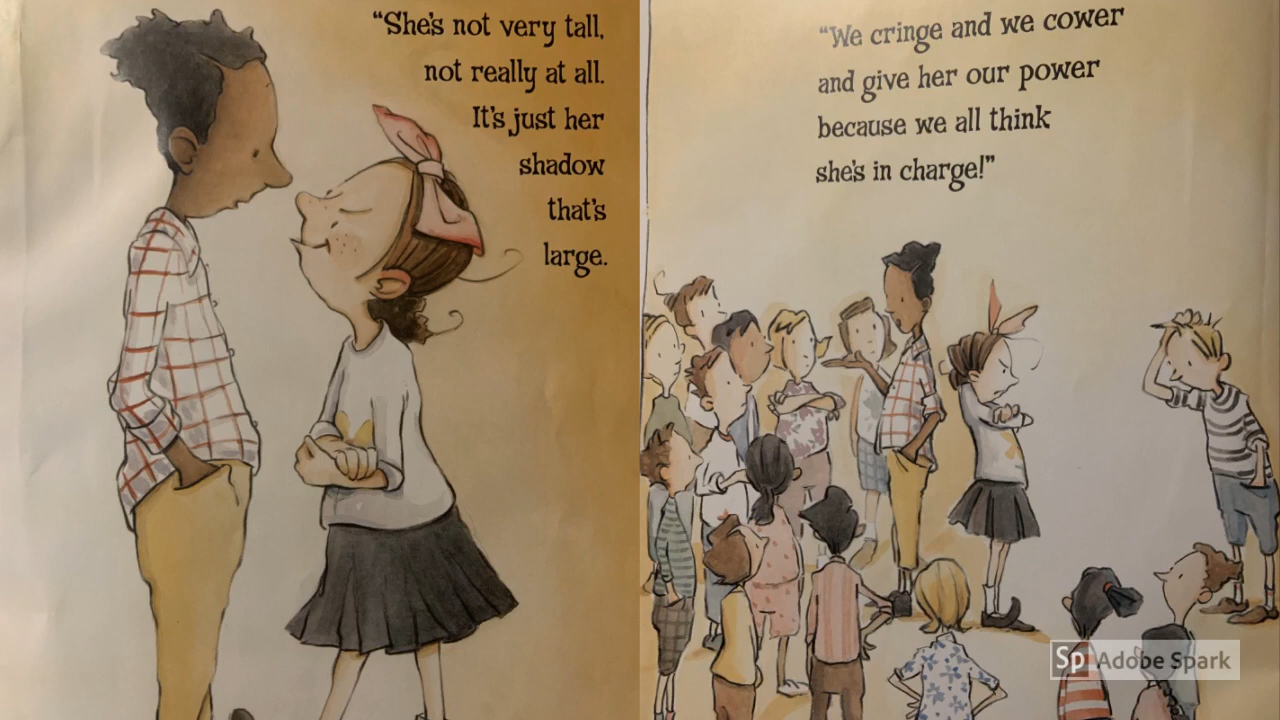 “She's not very tall,
not really at all.
It's just her
shadow
that's
large.
“We cringe and we cower
and give her our power
because we all think
she's in charge!”
Sp Adobe Spark